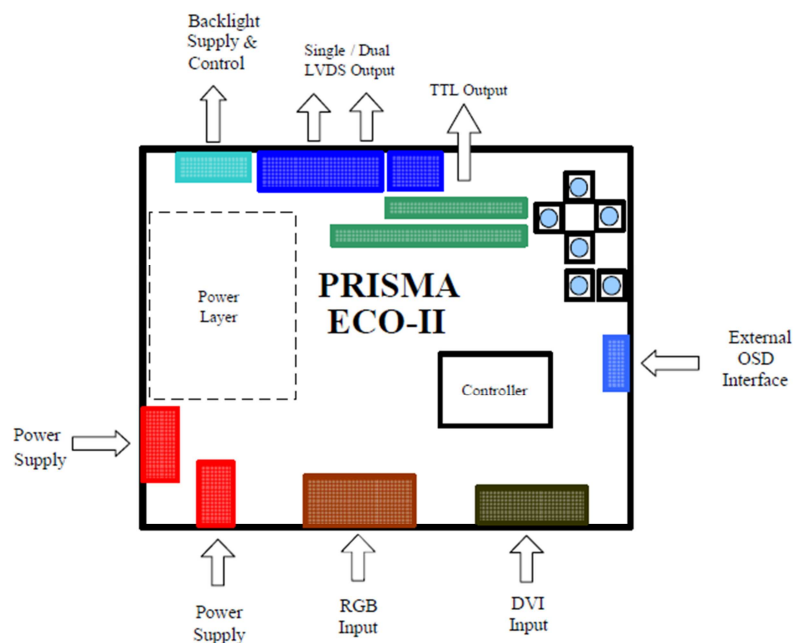 Backlight
Supply &
Control
Single / Dual
LVDS Output
TTL Output
Power
Layer
PRISMA
ECO-II
Controller
External
OSD
Interface
Power
Supply
Power
Supply
RGB
Input
DVI
Input